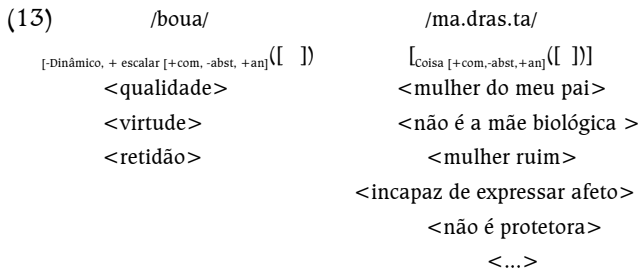 (13) /boua/ /ma.dras.ta/
[-Dinâmico, + escalar [+com, -abst, +an]([ ]) [Coisa [+com,-abst,+an]([ ])]
<qualidade> <mulher do meu pai>
<virtude> <não é a mãe biológica >
<retidão> <mulher ruim>
<incapaz de expressar afeto>
<não é protetora>
<...>